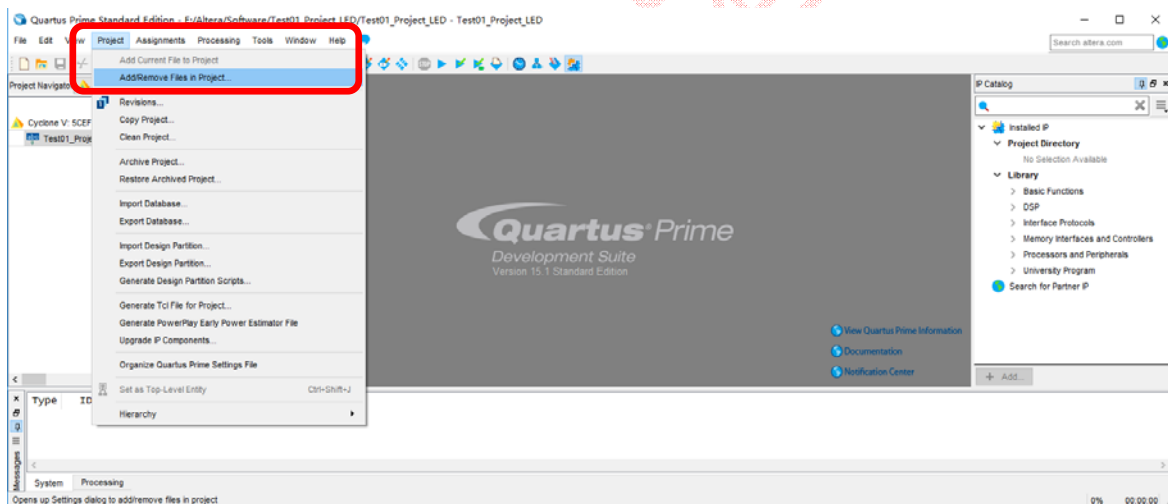 Quartus Prime Standard Edition - E:/Altera/Software/Test01_Project_LED/Test01_Project_LED - Test01_Project_LED
File Edit View Project Assignments Processing Tools Window Help
Search altera.com
Add Current File to Project
Add/Remove Files in Project...
Revisions...
Copy Project...
Clean Project...
Archive Project...
Restore Archived Project...
Import Database...
Export Database...
Import Design Partition...
Export Design Partition...
Generate Design Partition Scripts...
Generate Tcl File for Project...
Generate PowerPlay Early Power Estimator File
Upgrade IP Components...
Organize Quartus Prime Settings File
Set as Top-Level Entity Ctrl+Shift+J
Hierarchy
Project Navigator
Cyclone V: 5CEF
Test01_Proje
Quartus Prime
Development Suite
Version 15.1 Standard Edition
View Quartus Prime Information
Documentation
Notification Center
IP Catalog
Installed IP
Project Directory
No Selection Available
Library
Basic Functions
DSP
Interface Protocols
Memory Interfaces and Controllers
Processors and Peripherals
University Program
Search for Partner IP
+ Add...
Type ID
Messages
System Processing
Opens up Settings dialog to add/remove files in project
0% 00:00:00